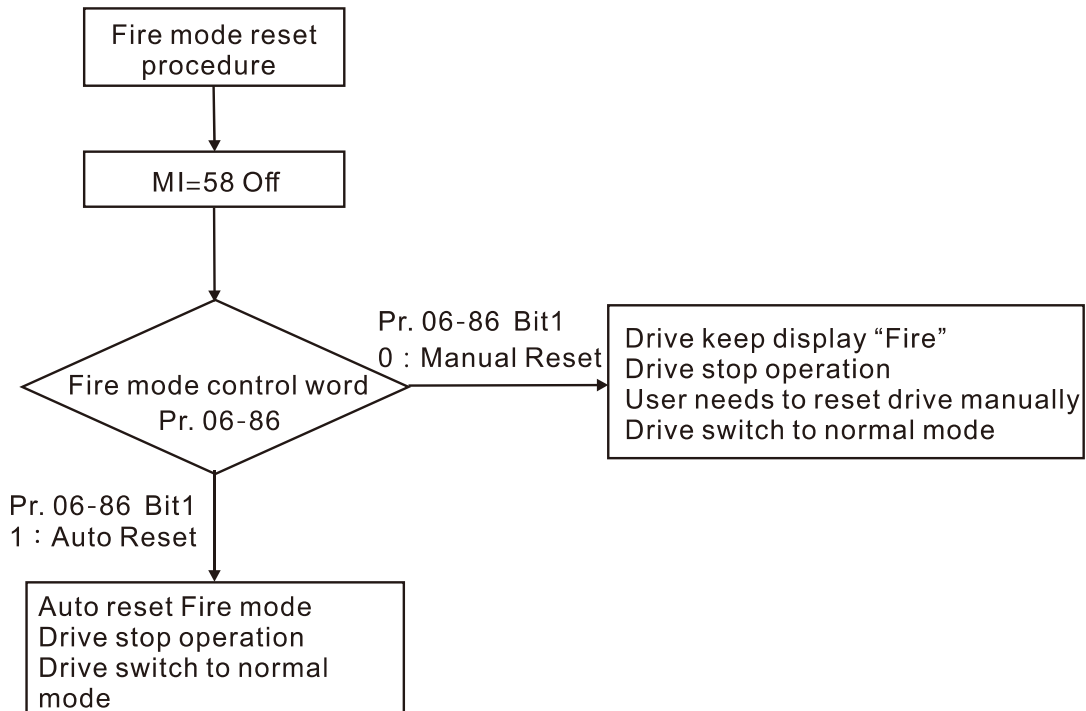 Fire mode reset
procedure
MI=58 Off
Fire mode control word
Pr. 06-86
Pr. 06-86 Bit1
0 : Manual Reset
Drive keep display “Fire”
Drive stop operation
User needs to reset drive manually
Drive switch to normal mode
Pr. 06-86 Bit1
1 : Auto Reset
Auto reset Fire mode
Drive stop operation
Drive switch to normal
mode